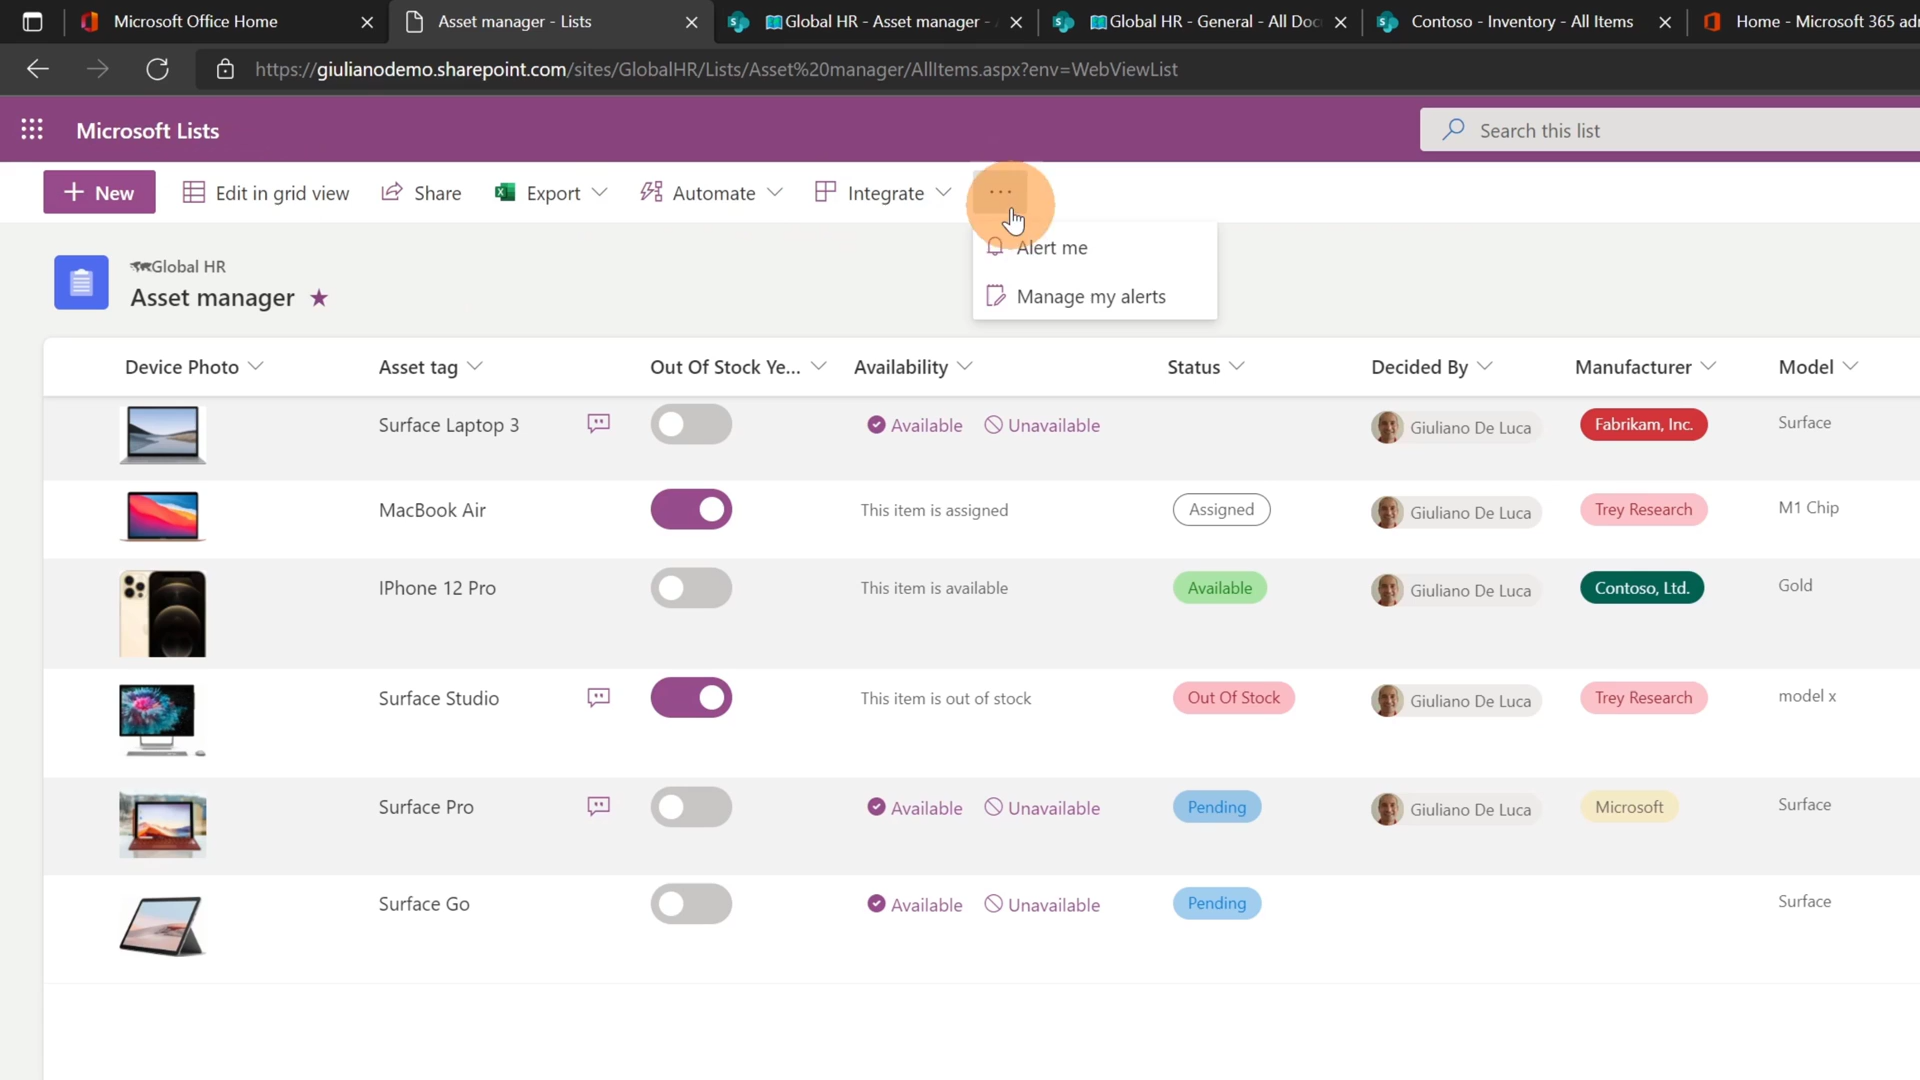 Microsoft Office Home
Asset manager - Lists
Global HR - Asset manager -
Global HR - General - All Doc
Contoso - Inventory - All Items
Home - Microsoft 365 adm
https://giulianodemo.sharepoint.com/sites/GlobalHR/Lists/Asset%20manager/AllItems.aspx?env=WebViewList
Microsoft Lists
Search this list
New
Edit in grid view
Share
Export
Automate
Integrate
Alert me
Manage my alerts
Global HR
Asset manager
Device Photo
Asset tag
Out Of Stock Ye...
Availability
Status
Decided By
Manufacturer
Model
Surface Laptop 3
Available
Unavailable
Giuliano De Luca
Fabrikam, Inc.
Surface
MacBook Air
This item is assigned
Assigned
Giuliano De Luca
Trey Research
M1 Chip
IPhone 12 Pro
This item is available
Available
Giuliano De Luca
Contoso, Ltd.
Gold
Surface Studio
This item is out of stock
Out Of Stock
Giuliano De Luca
Trey Research
model x
Surface Pro
Available
Unavailable
Pending
Giuliano De Luca
Microsoft
Surface
Surface Go
Available
Unavailable
Pending
Surface